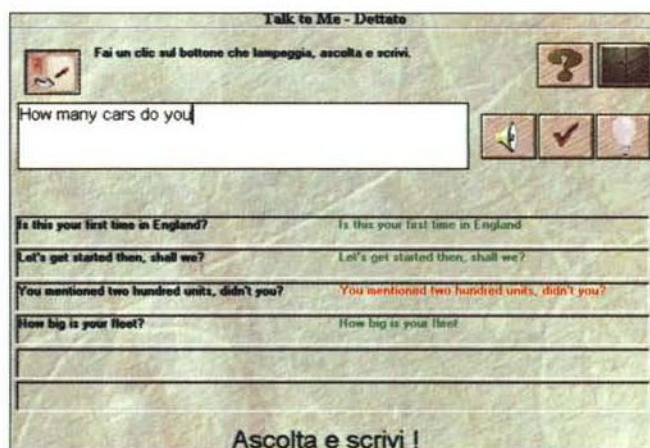 Talk to Me - Dettato
Fai un clic sul bottone che lampeggia, ascolta e scrivi.
How many cars do you
Is this your first time in England? Is this your first time in England
Let's get started then, shall we? Let's get started then, shall we?
You mentioned two hundred units, didn't you? You mentioned two hundred units, didn't you?
How big is your fleet? How big is your fleet
Ascolta e scrivi !